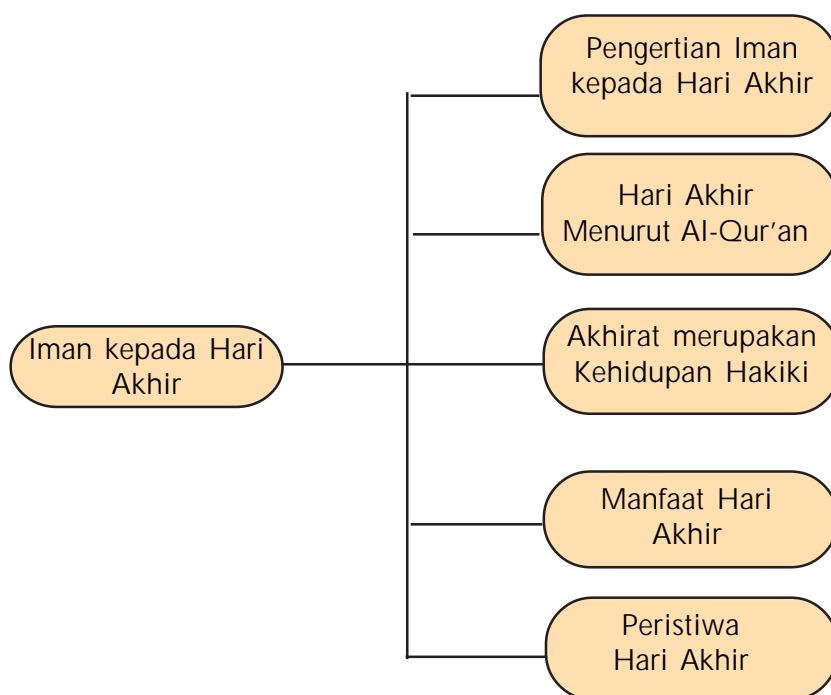 Pengertian Iman
kepada Hari Akhir
Hari Akhir
Menurut Al-Qur'an
Iman kepada Hari
Akhir
Akhirat merupakan
Kehidupan Hakiki
Manfaat Hari
Akhir
Peristiwa
Hari Akhir